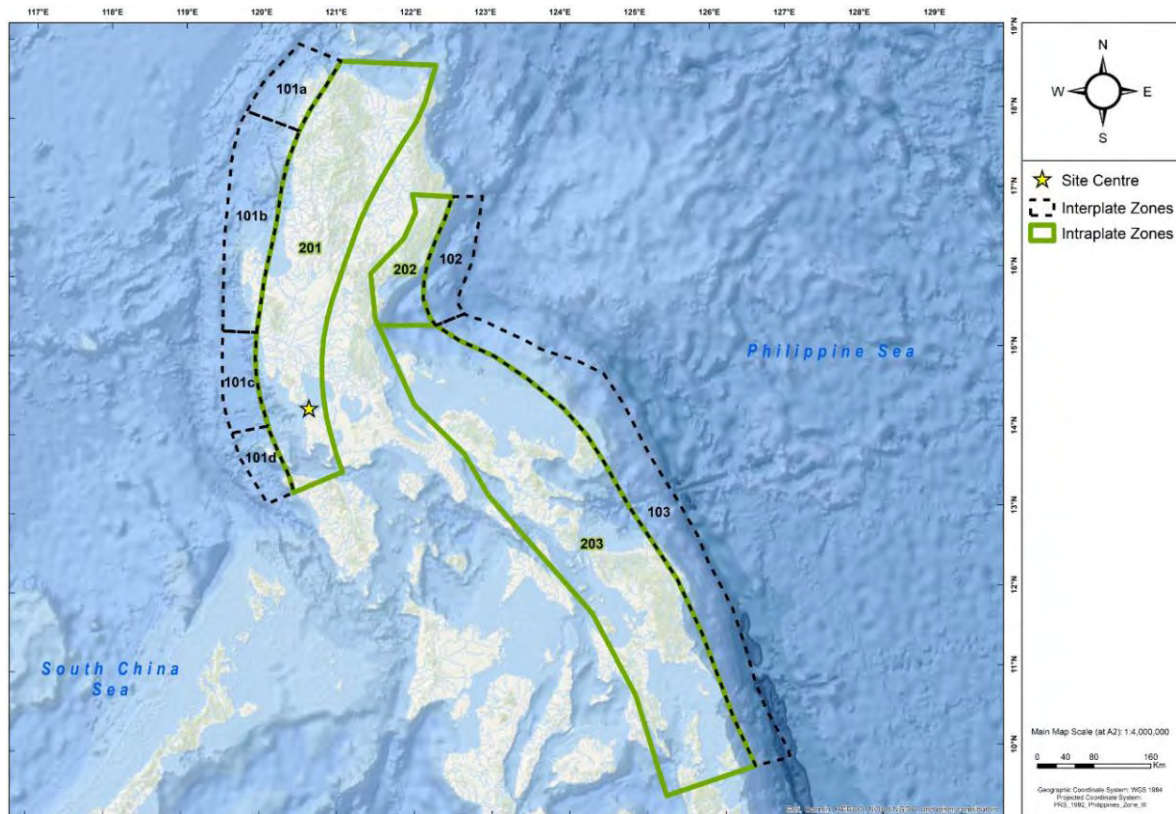 117°E 118°E 119°E 120°E 121°E 122°E 123°E 124°E 125°E 126°E 127°E 128°E 129°E
19°N
18°N
17°N
16°N
15°N
14°N
13°N
12°N
11°N
10°N
101a
101b
201
202
102
101c
101d
103
203
Philippine Sea
South China
Sea
N
W E
S
Site Centre
Interplate Zones
Intraplate Zones
Main Map Scale (at A2): 1:4,000,000
0 40 80 160
Km
Geographic Coordinate System: WGS 1984
Projected Coordinate System:
PRS_1992_Philippines_Zone_III